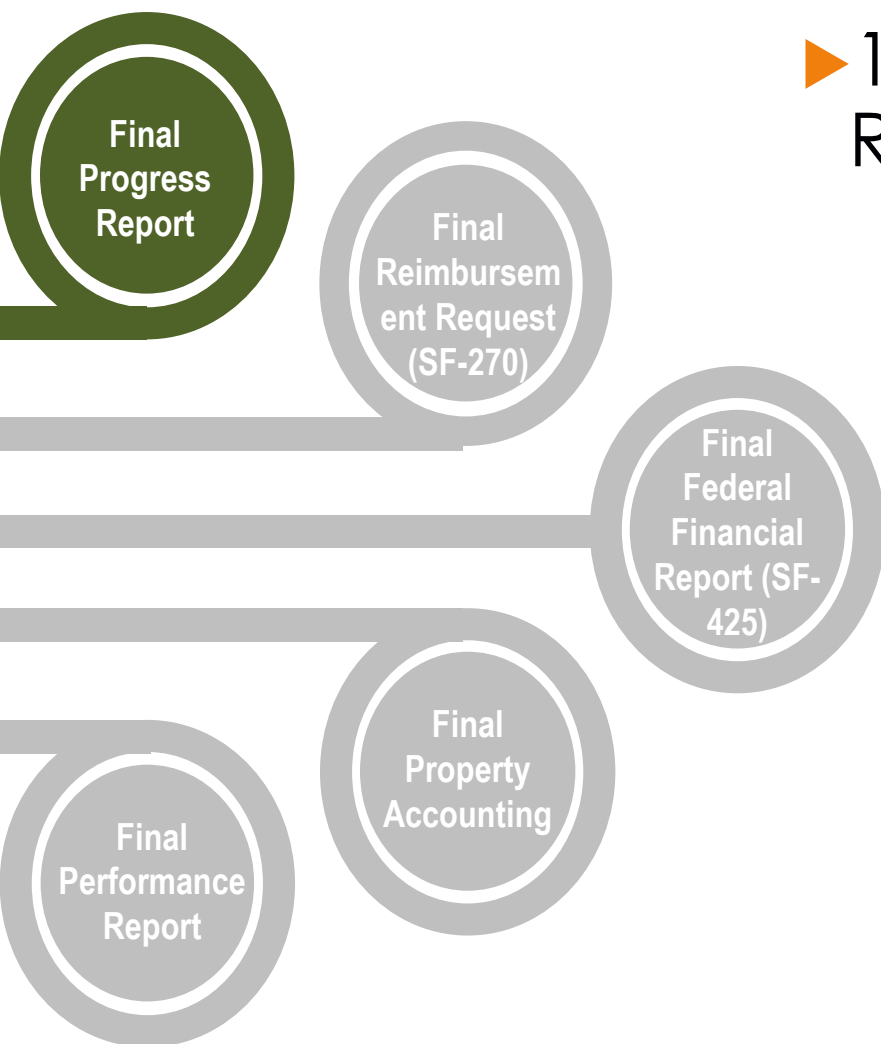 Final
Progress
Report
1
R
Final
Reimbursem
ent Request
(SF-270)
Final
Federal
Financial
Report (SF-
425)
Final
Property
Accounting
Final
Performance
Report